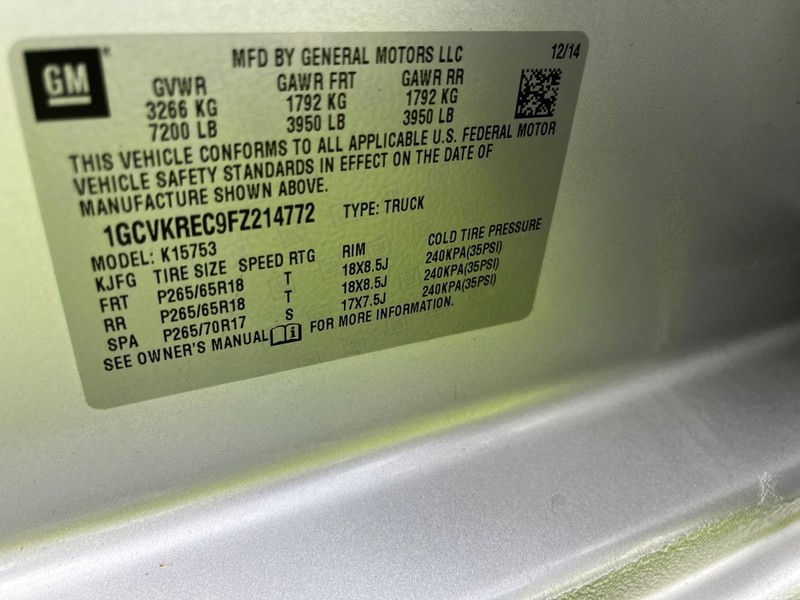 GM
MFD BY GENERAL MOTORS LLC 12/14
GVWR GAWR FRT GAWR RR
3266 KG 1792 KG 1792 KG
7200 LB 3950 LB 3950 LB
THIS VEHICLE CONFORMS TO ALL APPLICABLE U.S. FEDERAL MOTOR
VEHICLE SAFETY STANDARDS IN EFFECT ON THE DATE OF
MANUFACTURE SHOWN ABOVE.
1GCVKREC9FZ214772 TYPE: TRUCK
MODEL: K15753
KJFG TIRE SIZE SPEED RTG RIM COLD TIRE PRESSURE
FRT P265/65R18 T 18X8.5J 240KPA(35PSI)
RR P265/65R18 T 18X8.5J 240KPA(35PSI)
SPA P265/70R17 S 17X7.5J 240KPA(35PSI)
SEE OWNER'S MANUAL FOR MORE INFORMATION.